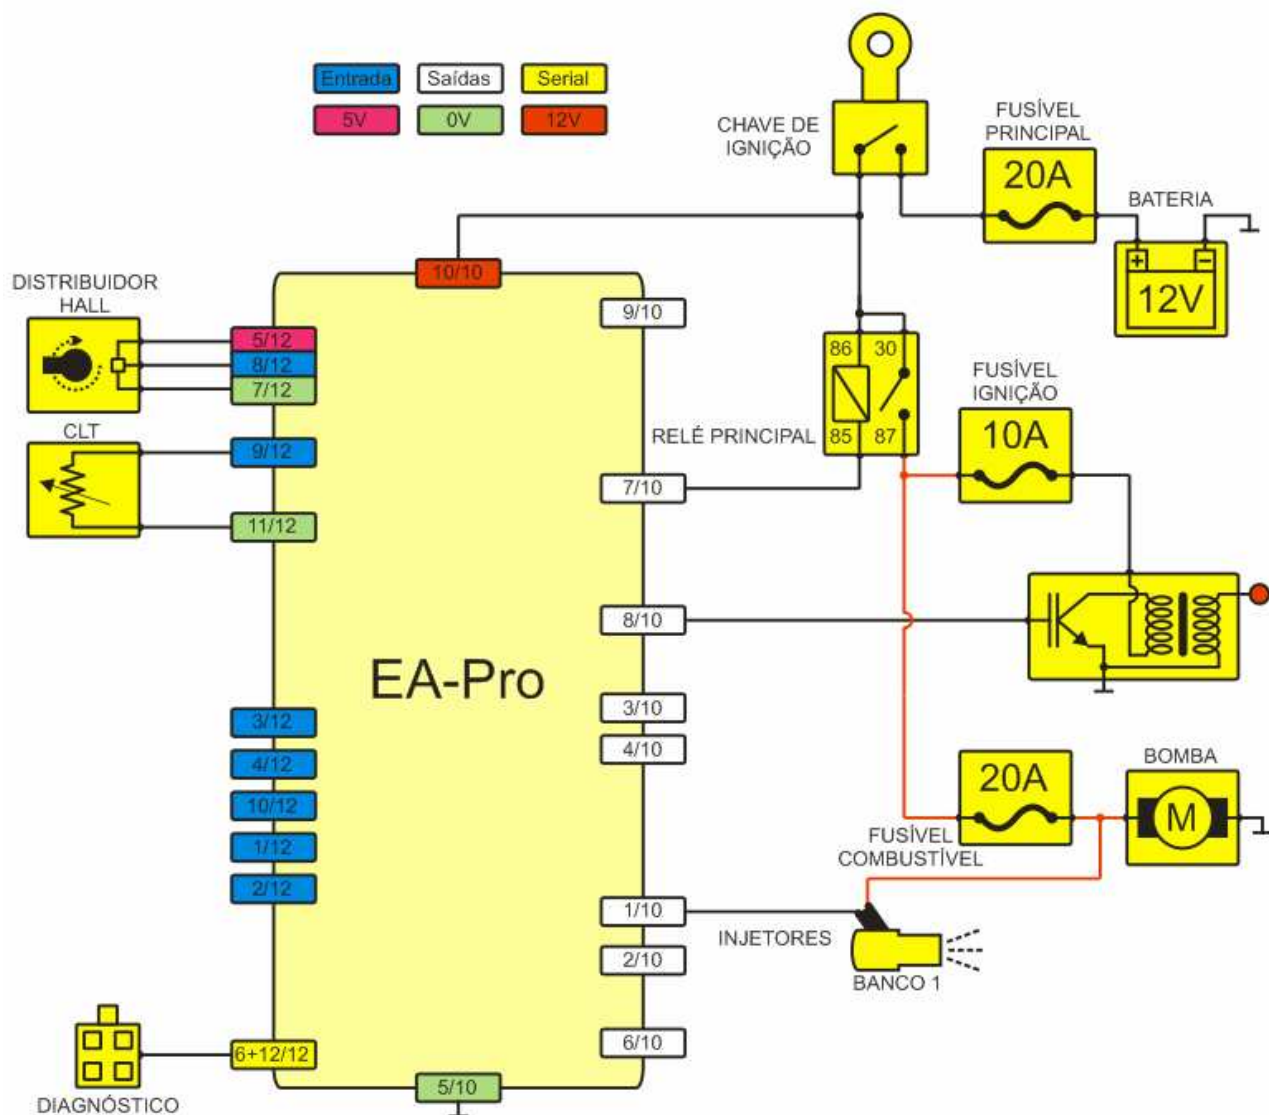 Entrada
Saídas
Serial
5V
0V
12V
CHAVE DE
IGNIÇÃO
FUSÍVEL
PRINCIPAL
20A
BATERIA
+
−
12V
10/10
DISTRIBUIDOR
HALL
5/12
8/12
7/12
9/10
CLT
9/12
11/12
86
30
85
87
RELÉ PRINCIPAL
FUSÍVEL
IGNIÇÃO
10A
7/10
8/10
EA-Pro
3/10
4/10
3/12
4/12
10/12
1/12
2/12
20A
FUSÍVEL
COMBUSTÍVEL
BOMBA
M
1/10
INJETORES
2/10
BANCO 1
6/10
6+12/12
DIAGNÓSTICO
5/10